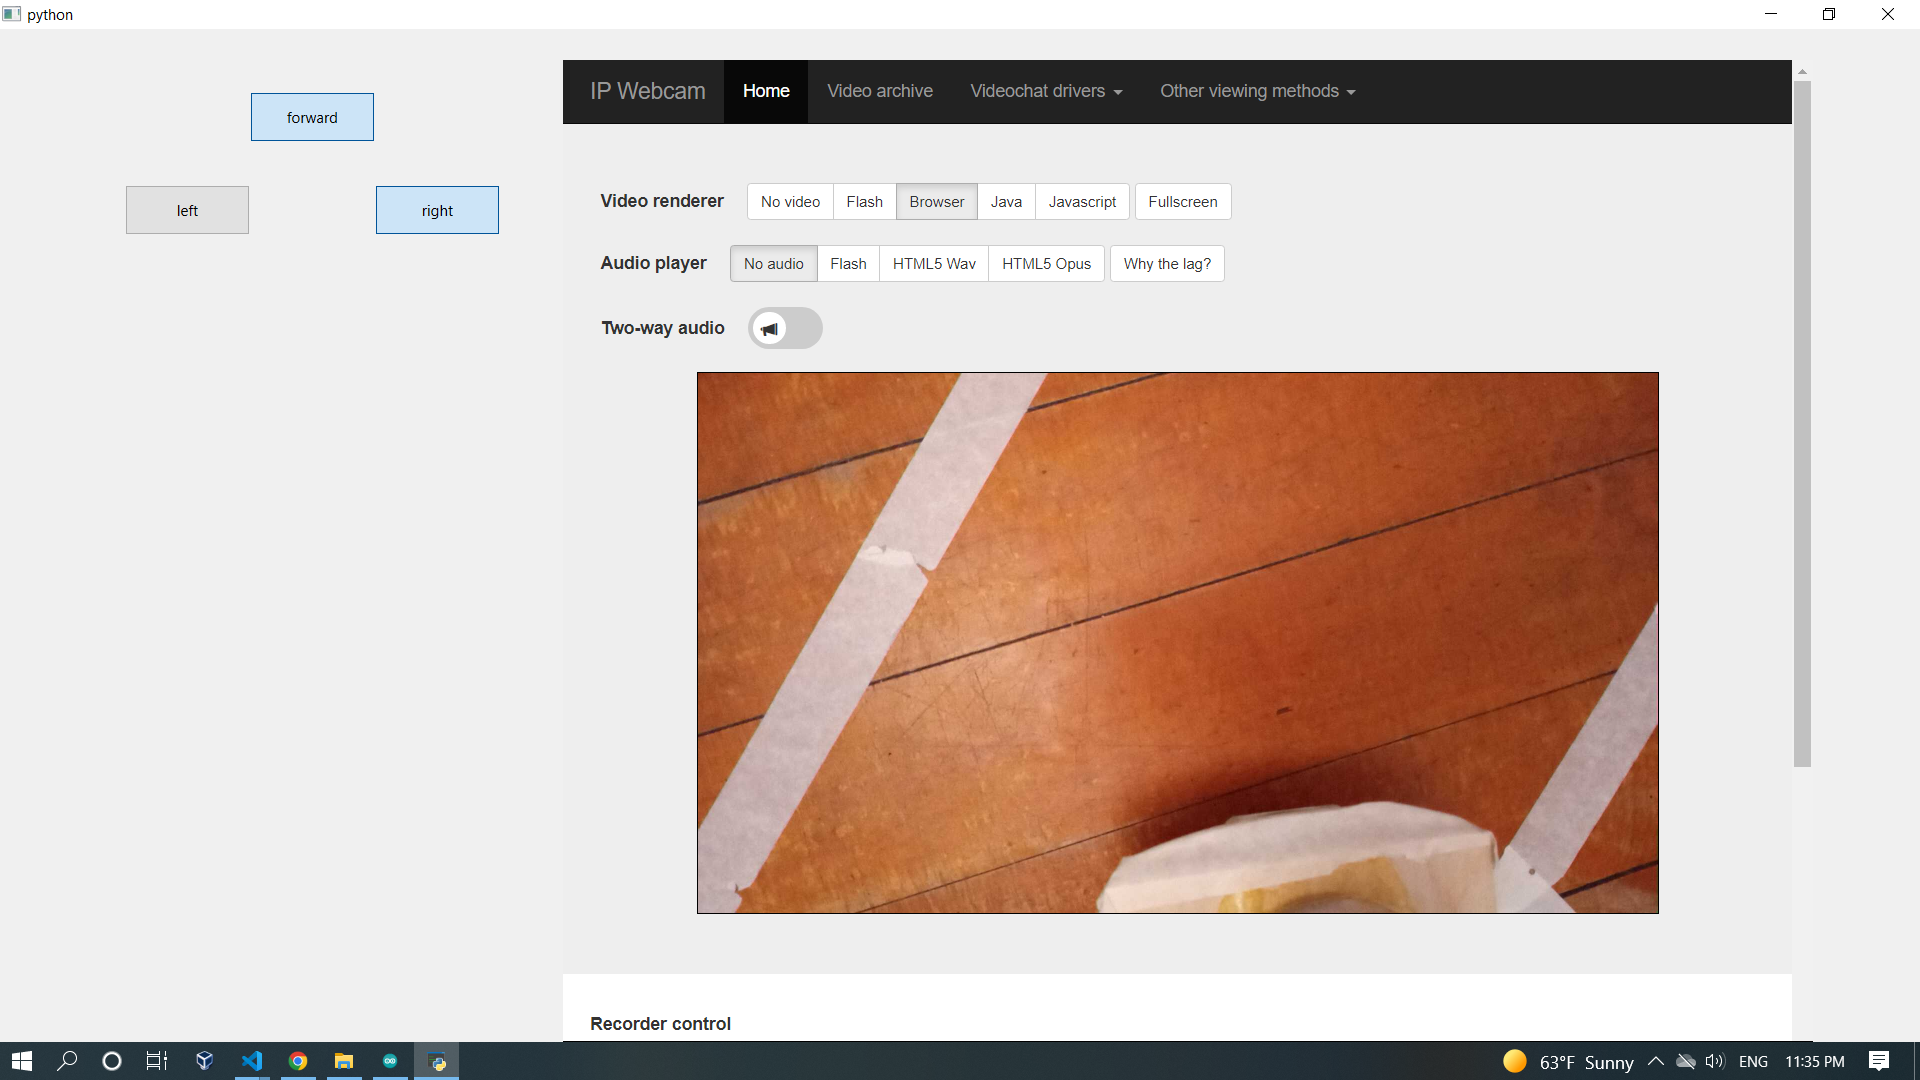 python
forward
left
right
IP Webcam Home Video archive Videochat drivers Other viewing methods
Video renderer No video Flash Browser Java Javascript Fullscreen
Audio player No audio Flash HTML5 Wav HTML5 Opus Why the lag?
Two-way audio
Recorder control
63°F Sunny ENG 11:35 PM